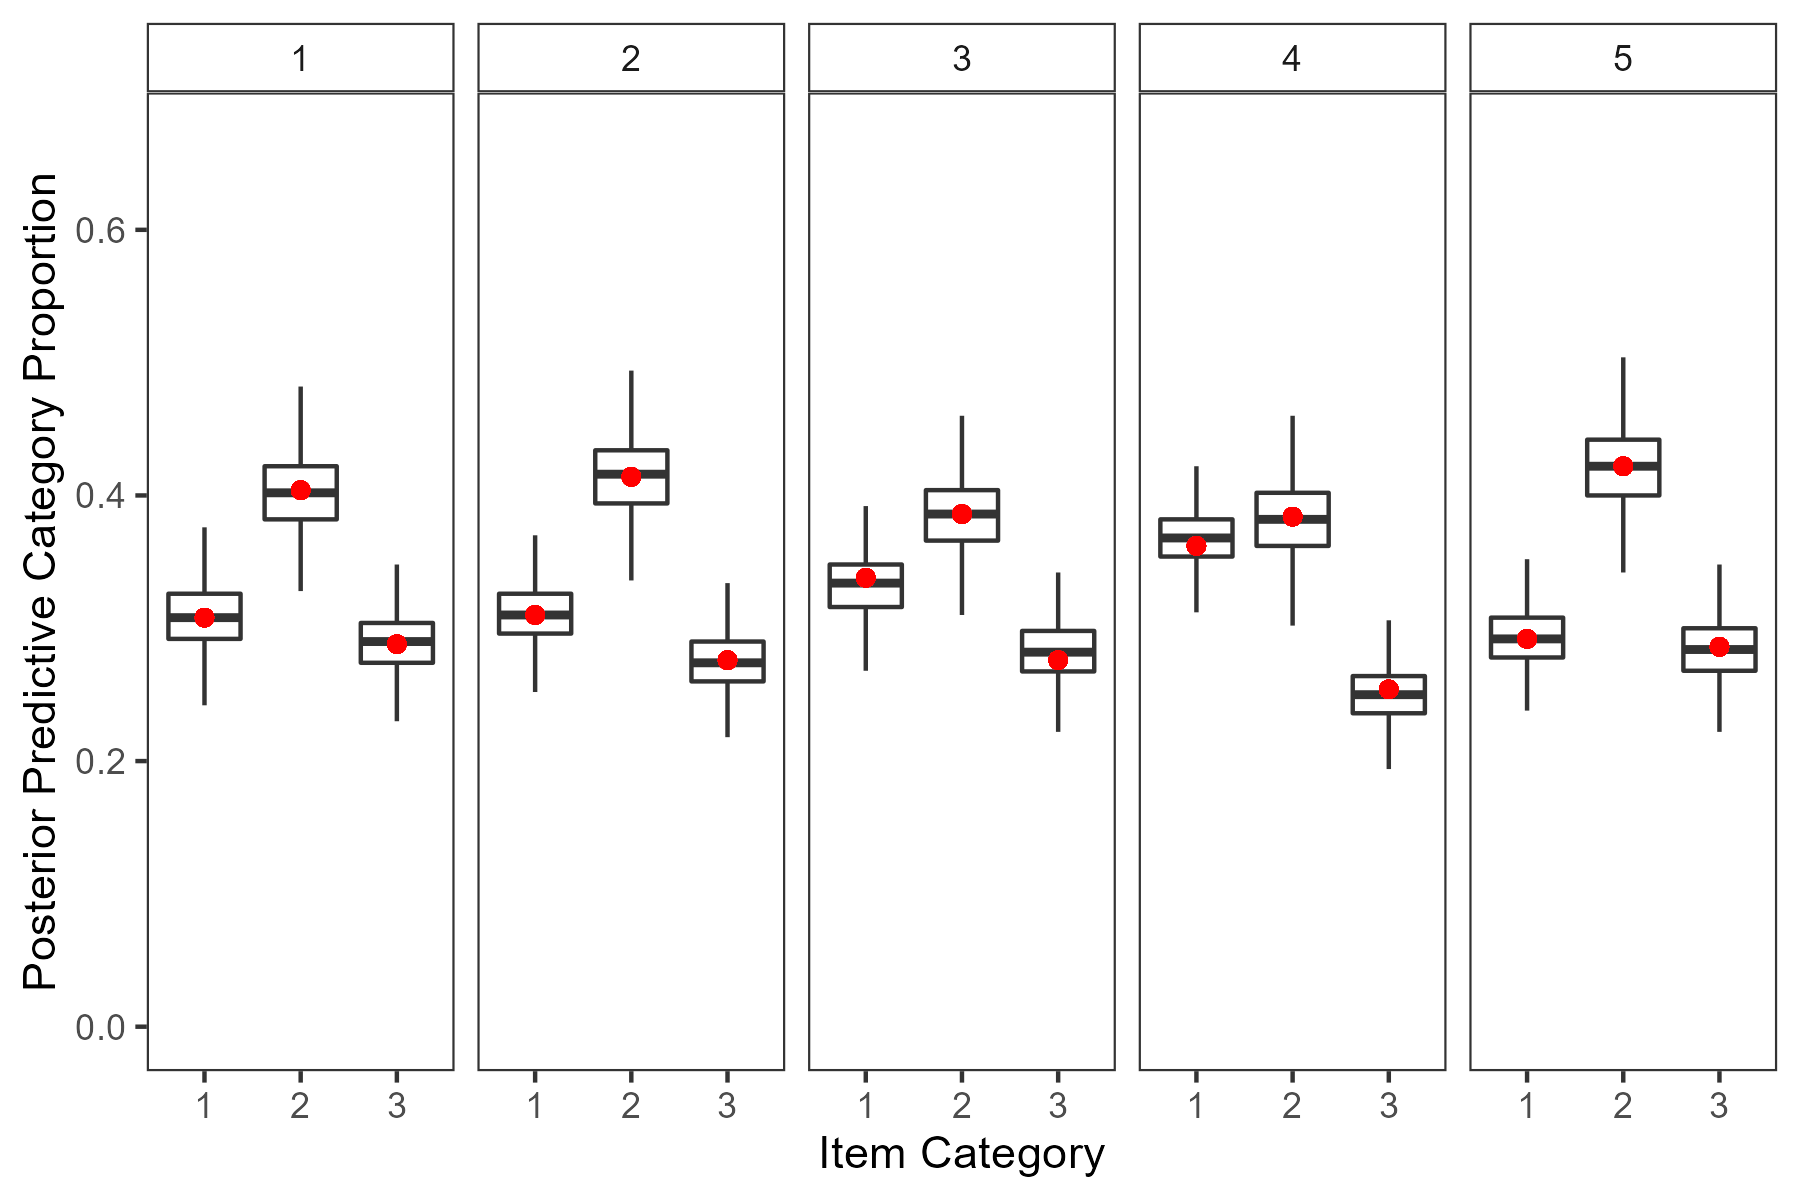 1 2 3 4 5
Posterior Predictive Category Proportion
0.6
0.4
0.2
0.0
1 2 3 1 2 3 1 2 3 1 2 3 1 2 3
Item Category